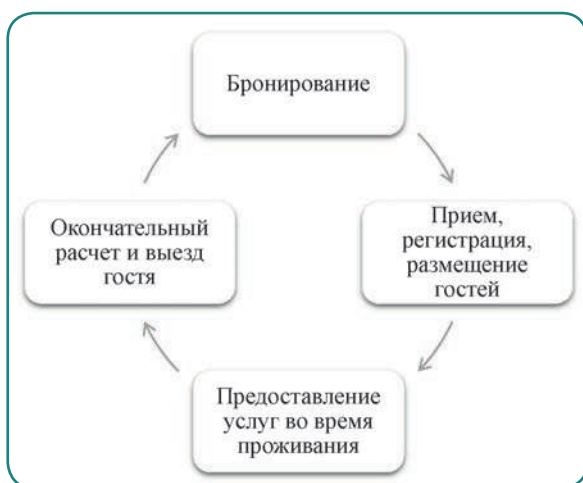 Бронирование
Прием,
регистрация,
размещение
гостей
Предоставление
услуг во время
проживания
Окончательный
расчет и выезд
гостя